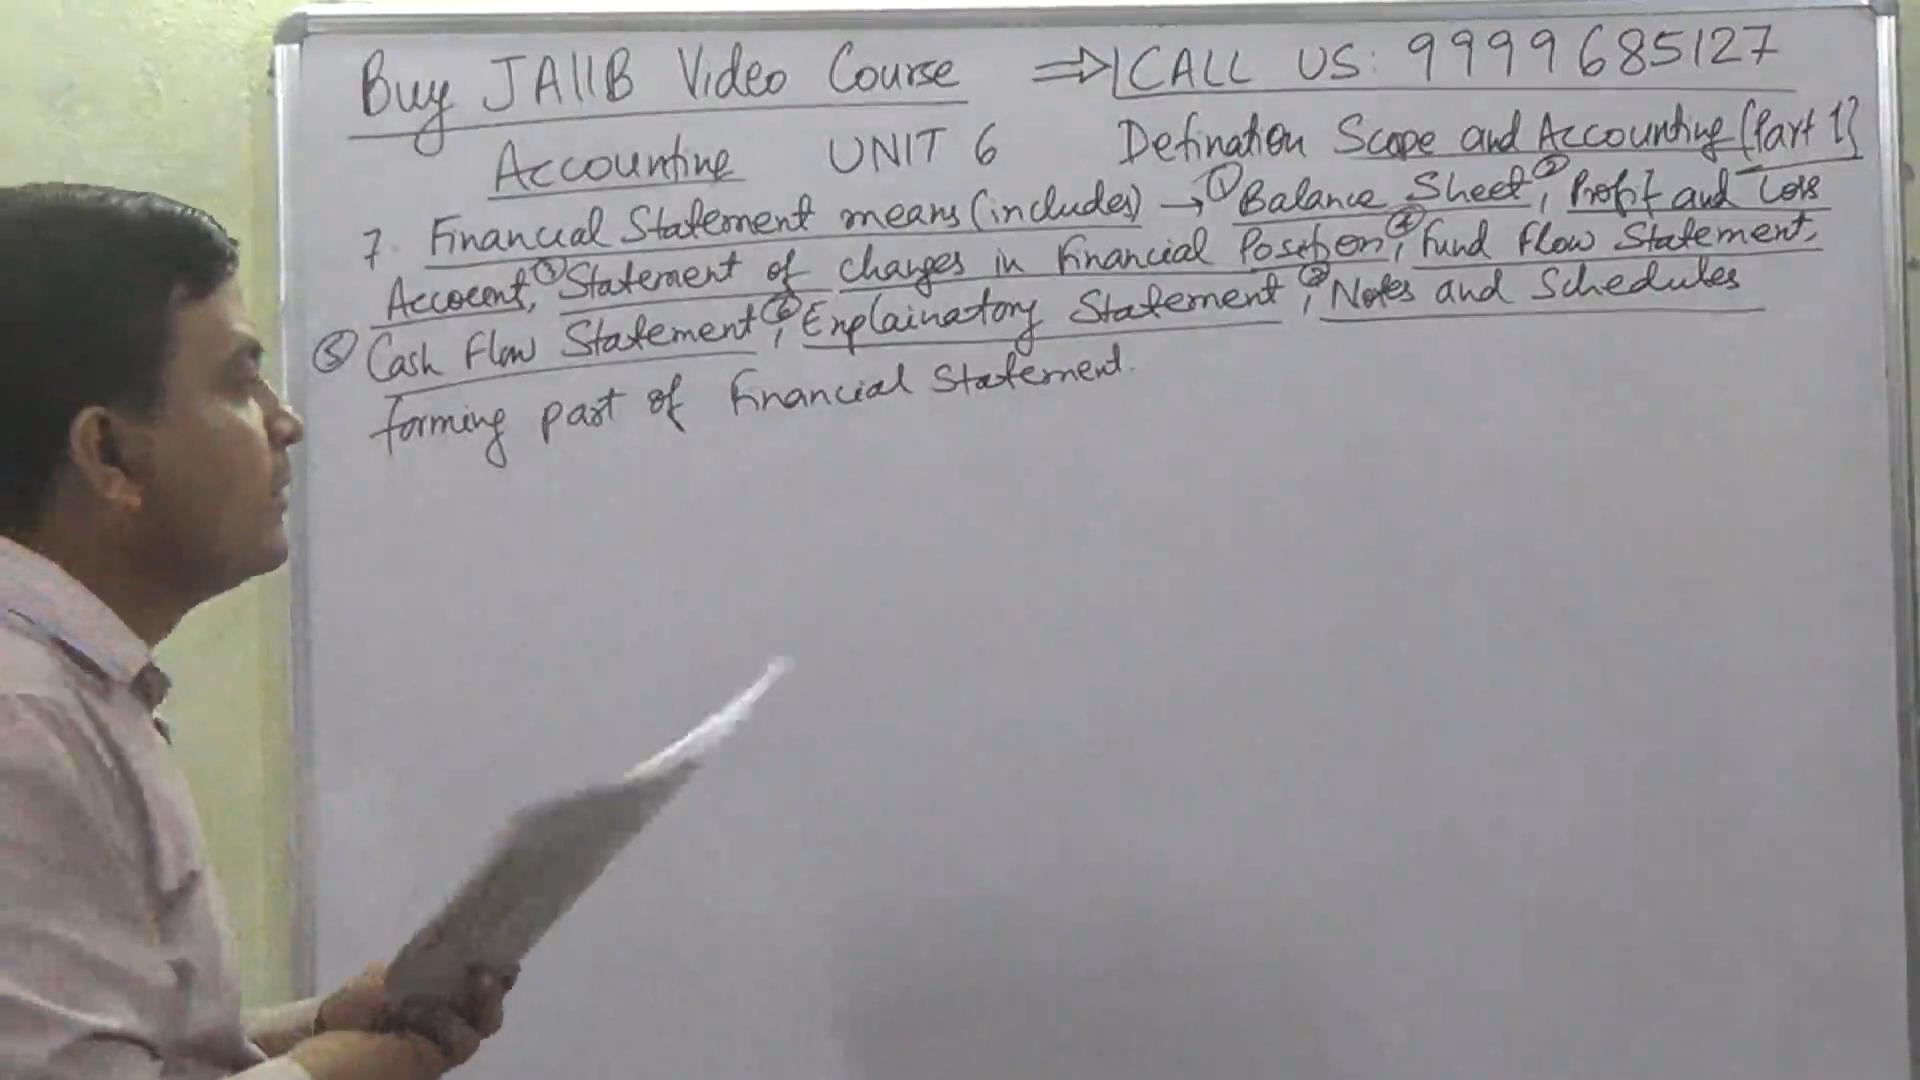 Buy JAIIB Video Course ⇒ CALL US: 9999685127
Accounting UNIT 6 Defination Scope and Accounting (Part 1)
7. Financial Statement means (includes) → ① Balance Sheet, ② Profit and Loss
Account, ③ Statement of changes in Financial Position, ④ Fund Flow Statement,
⑤ Cash Flow Statement, ⑥ Explainatory Statement, ⑦ Notes and Schedules
forming part of Financial Statement.